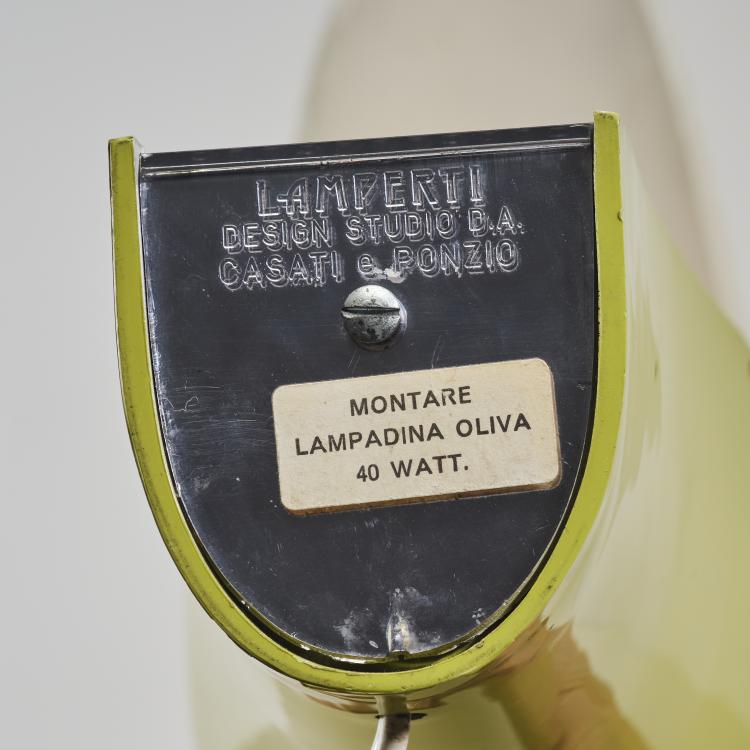 LAMPERTI
DESIGN STUDIO D.A.
CASATI e PONZIO
MONTARE
LAMPADINA OLIVA
40 WATT.